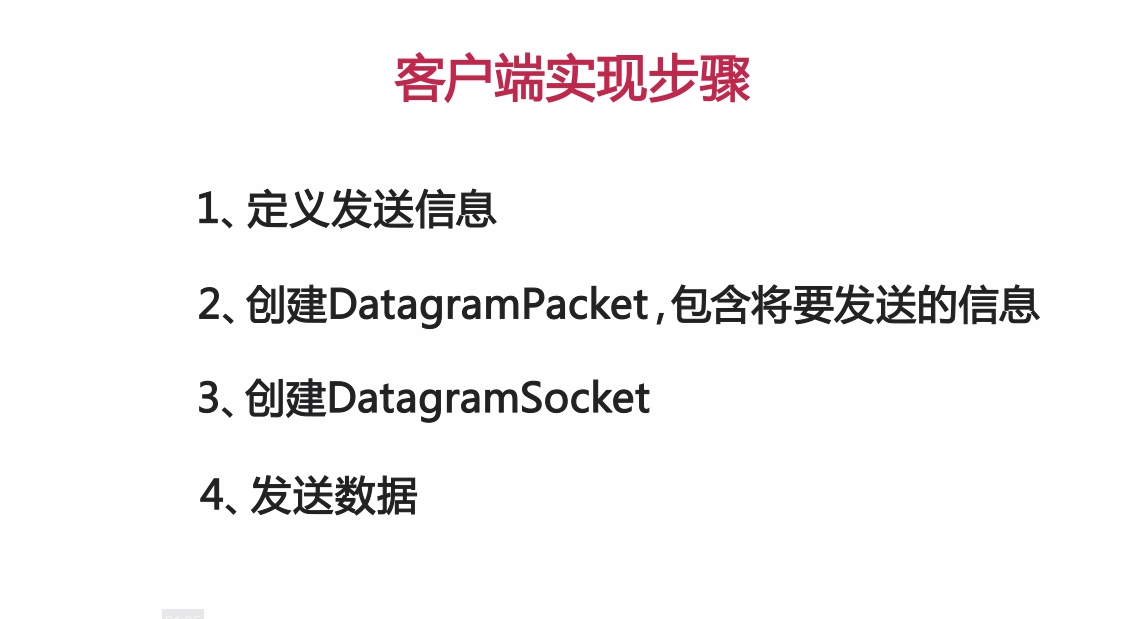 客户端实现步骤
1、定义发送信息
2、创建DatagramPacket,包含将要发送的信息
3、创建DatagramSocket
4、发送数据